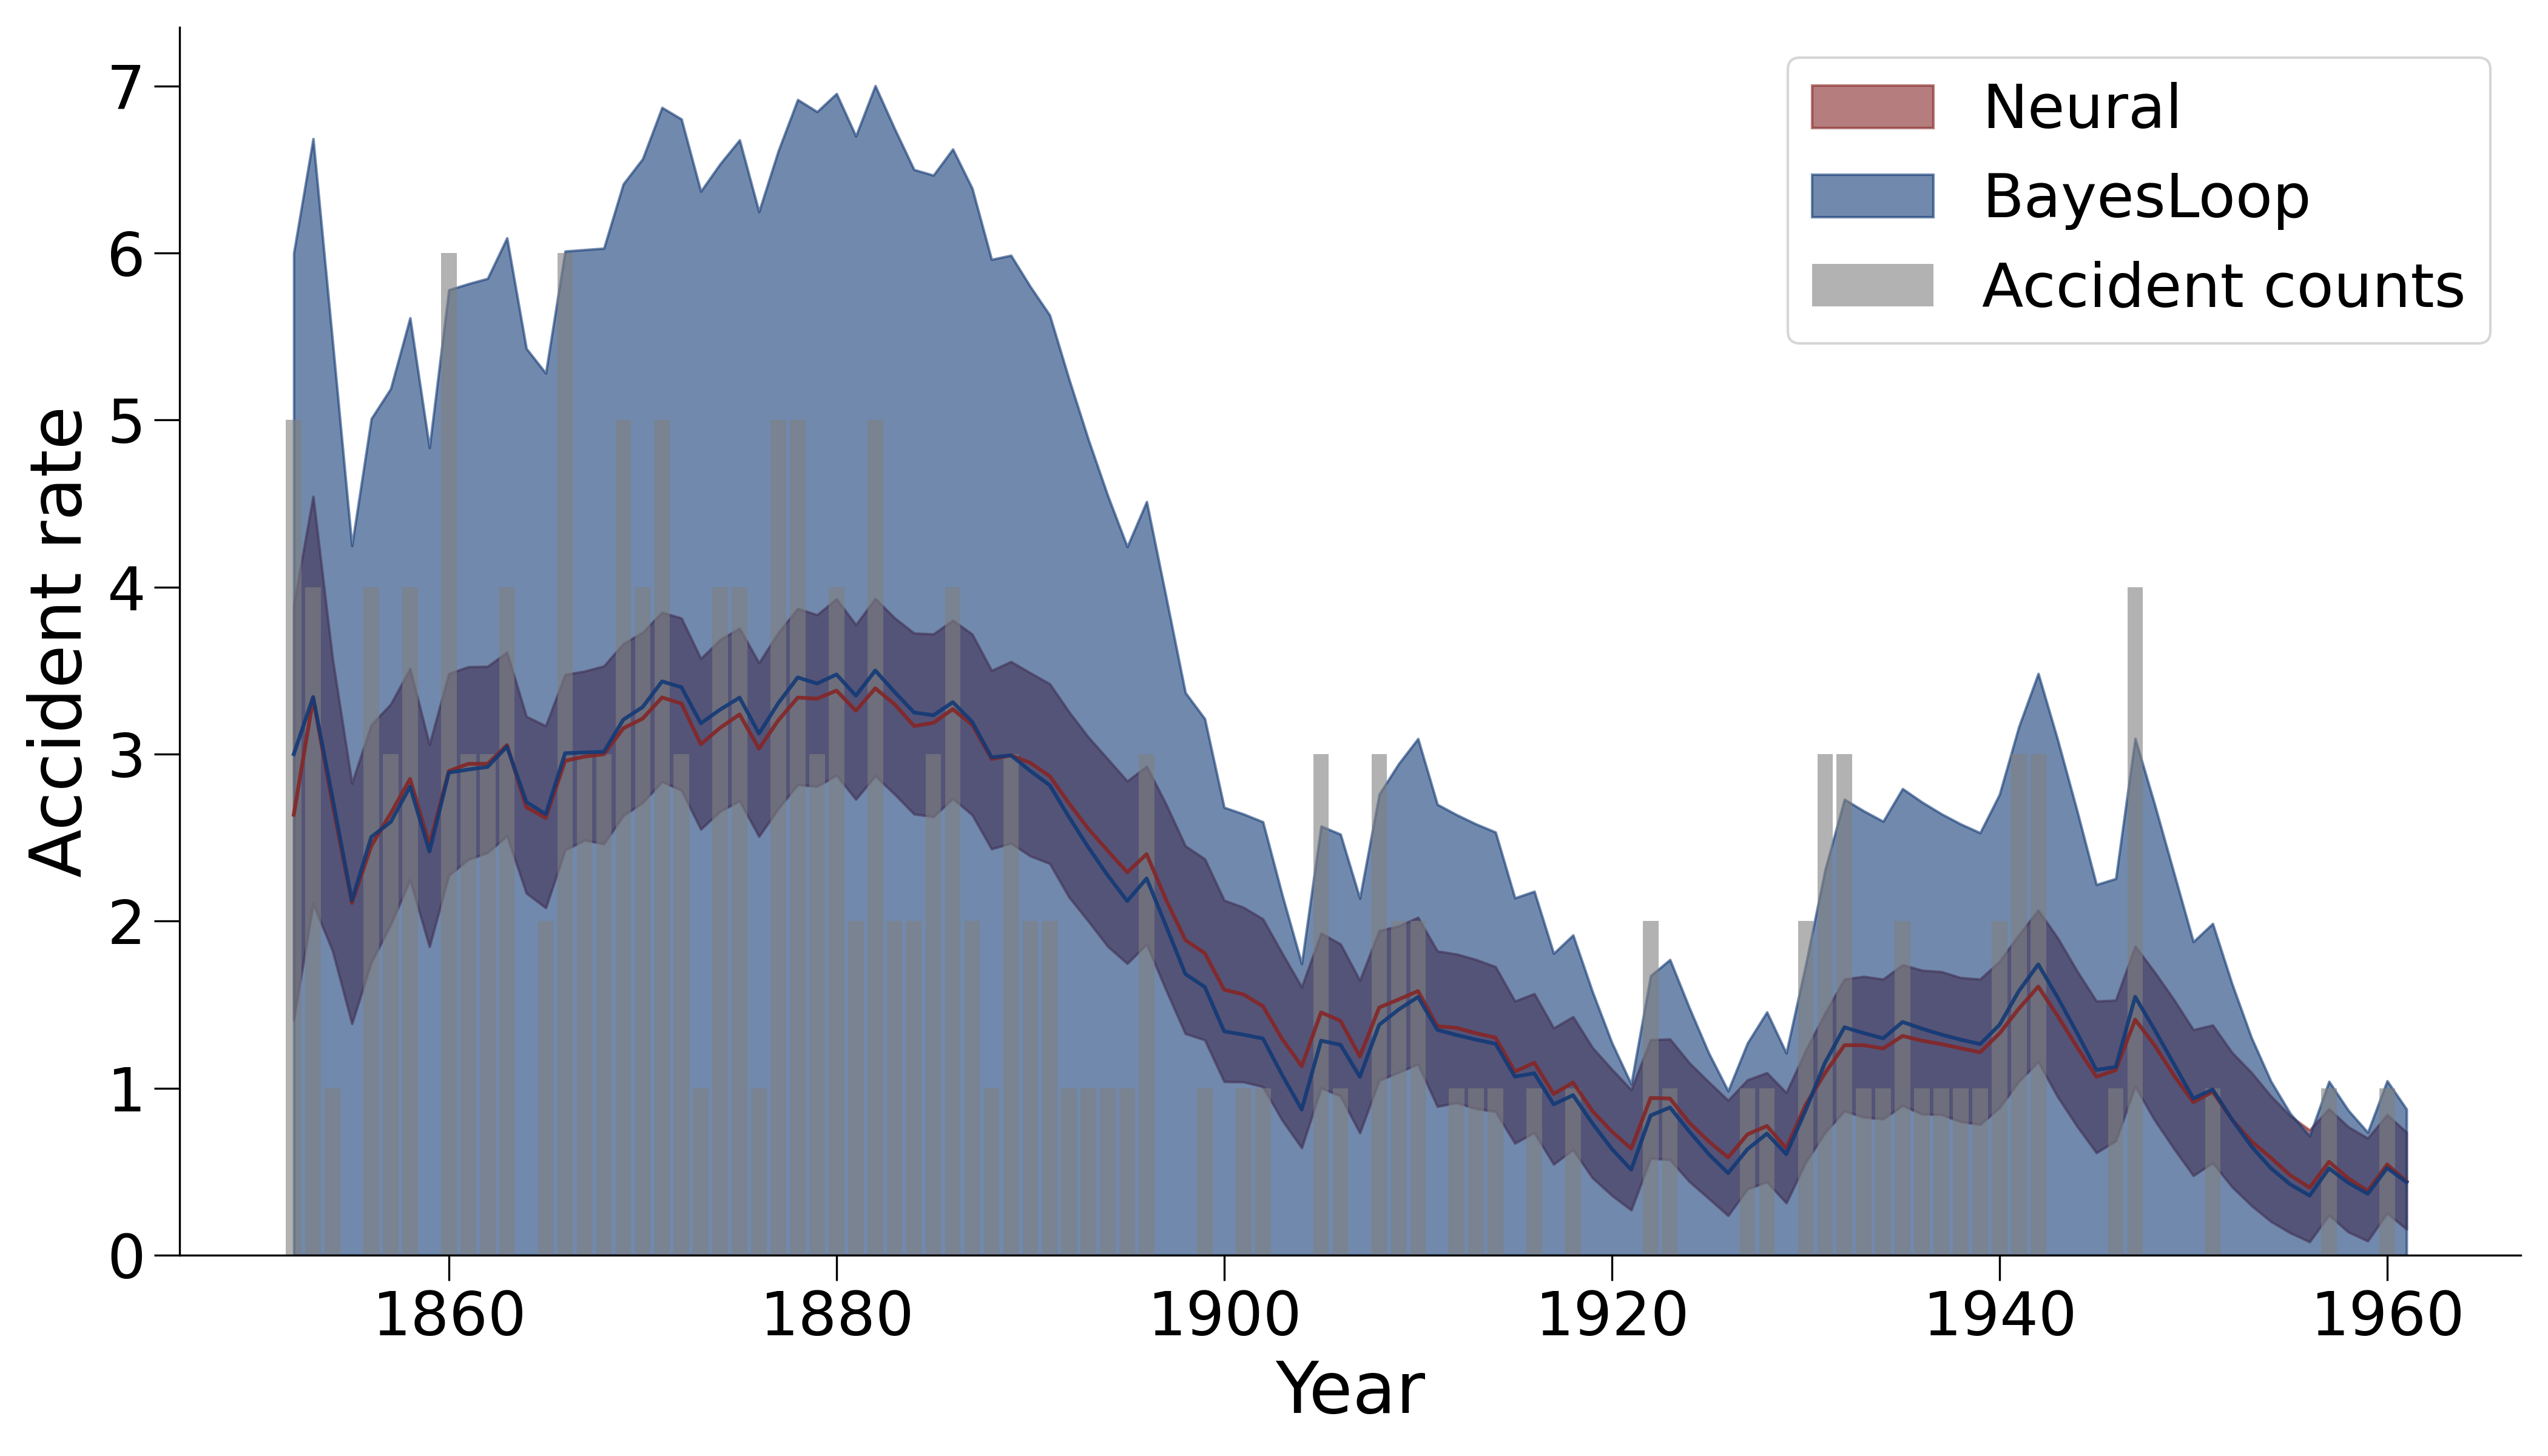 Accident rate
7
6
5
4
3
2
1
0
Neural
BayesLoop
Accident counts
1860 1880 1900 1920 1940 1960
Year